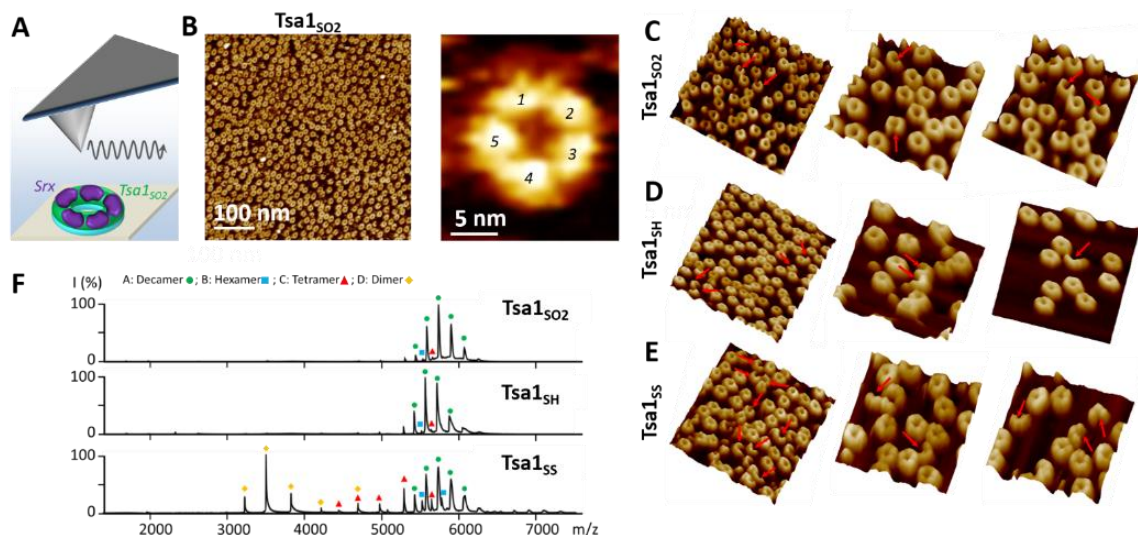 A
Srx
Tsa1SO2
B
Tsa1SO2
100 nm
1
2
3
4
5
5 nm
C
Tsa1SO2
D
Tsa1SH
E
Tsa1SS
F
I (%)
A: Decamer ; B: Hexamer ; C: Tetramer ; D: Dimer
100
0
Tsa1SO2
100
0
Tsa1SH
100
0
Tsa1SS
2000 3000 4000 5000 6000 7000 m/z